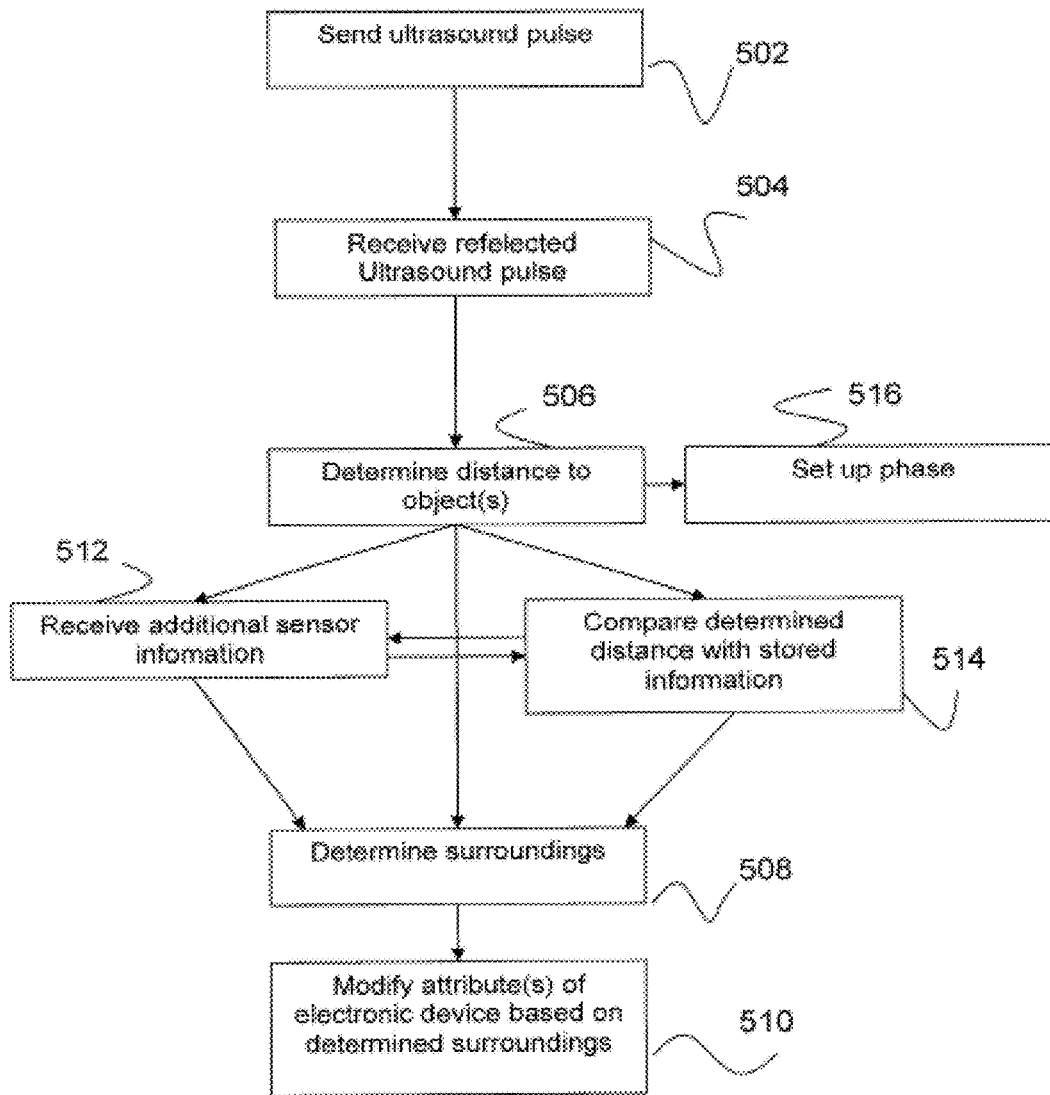 Send ultrasound pulse
502
504
Receive refelected
Ultrasound pulse
506
516
Determine distance to
object(s)
Set up phase
512
Receive additional sensor
infomation
Compare determined
distance with stored
information
514
Determine surroundings
508
Modify attribute(s) of
electronic device based on
determined surroundings
510